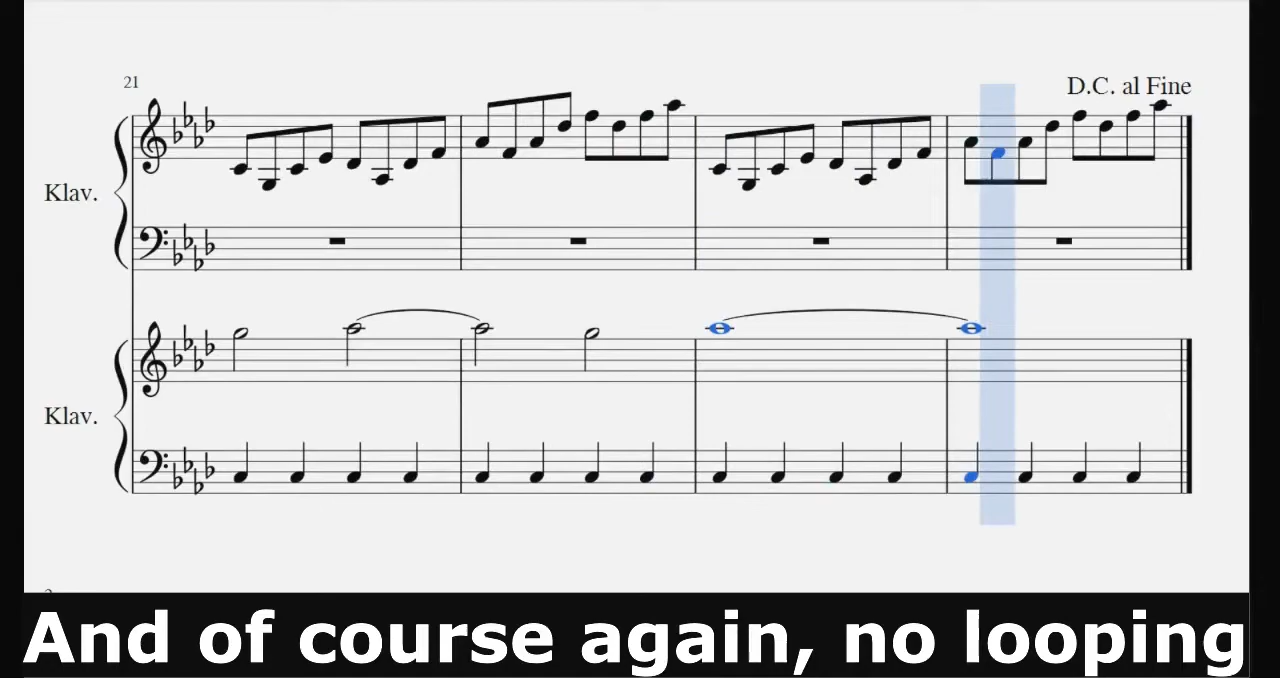 21
D.C. al Fine
Klav.
Klav.
And of course again, no looping